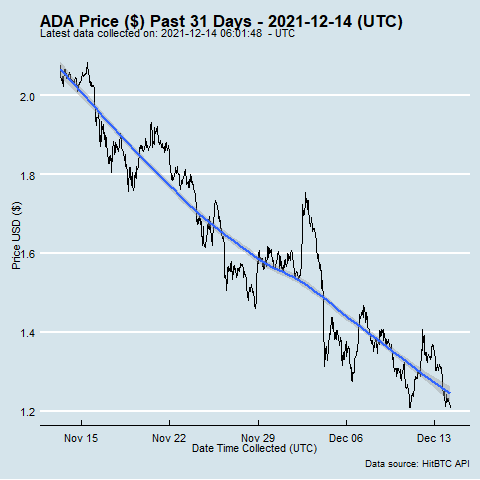 ADA Price ($) Past 31 Days - 2021-12-14 (UTC)
Latest data collected on: 2021-12-14 06:01:48 - UTC
Price USD ($)
2.0
1.8
1.6
1.4
1.2
Nov 15 Nov 22 Nov 29 Dec 06 Dec 13
Date Time Collected (UTC)
Data source: HitBTC API